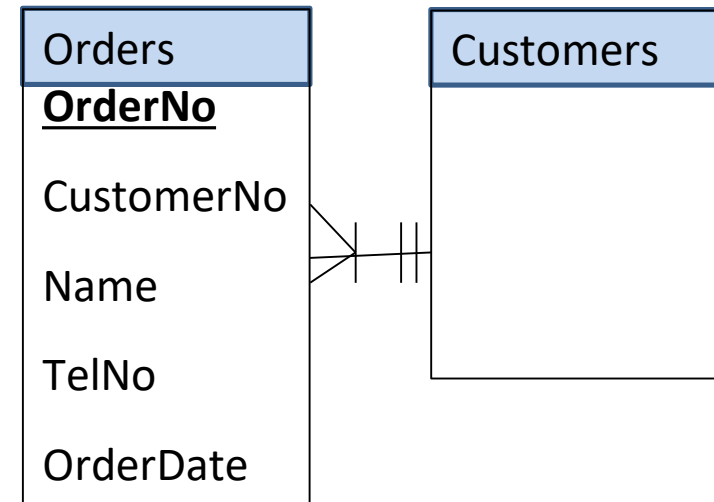 Orders
OrderNo
CustomerNo
Name
TelNo
OrderDate
Customers